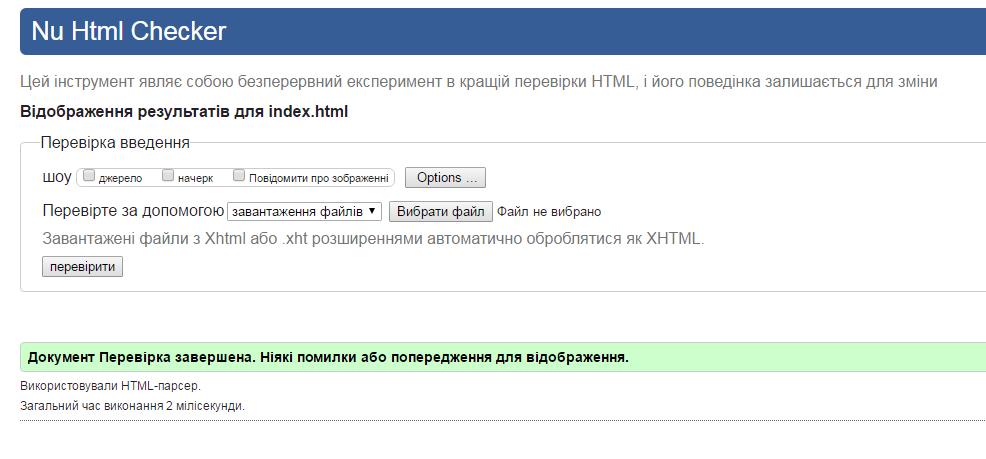 Nu Html Checker
Цей інструмент являє собою безперервний експеримент в кращій перевірки HTML, і його поведінка залишається для зміни
Відображення результатів для index.html
Перевірка введення
шоу джерело начерк Повідомити про зображенні Options ...
Перевірте за допомогою завантаження файлів Вибрати файл Файл не вибрано
Завантажені файли з Xhtml або .xht розширеннями автоматично оброблятися як XHTML.
перевірити
Документ Перевірка завершена. Ніякі помилки або попередження для відображення.
Використовували HTML-парсер.
Загальний час виконання 2 мілісекунди.